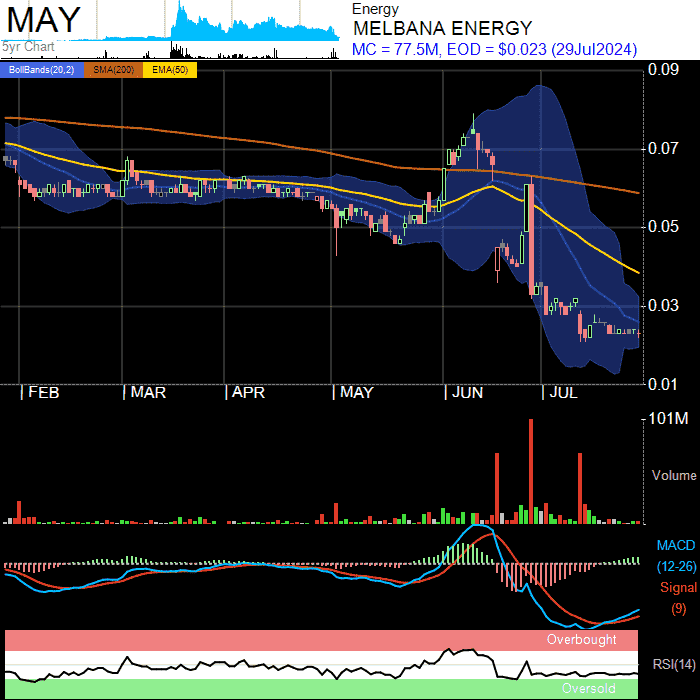 MAY
5yr Chart
Energy
MELBANA ENERGY
MC = 77.5M, EOD = $0.023 (29Jul2024)
BollBands(20,2) SMA(200) EMA(50)
0.09
0.07
0.05
0.03
0.01
FEB MAR APR MAY JUN JUL
101M
Volume
MACD
(12-26)
Signal
(9)
Overbought
RSI(14)
Oversold